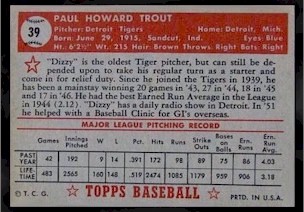 39
PAUL HOWARD TROUT
Pitcher: Detroit Tigers Home: Detroit, Mich.
Born: June 29, 1915, Sandcut, Ind. Eyes: Blue
Ht. 6/2½" Wt. 215 Hair: Brown Throws: Right Bats: Right
"Dizzy" is the oldest Tiger pitcher, but can still be de-
pended upon to take his regular turn as a starter and
come in for relief duty. Since he joined the Tigers in 1939, he
has been a mainstay winning 20 games in '43, 27 in '44, 18 in '45
and 17 in '46. He had the best Earned Run Average in the League
in 1944 (2.12) "Dizzy" has a daily radio show in Detroit. In '51
he helped with a Baseball Clinic for GI's overseas.
MAJOR LEAGUE PITCHING RECORD
Games Innings Pitched Won Lost Pct. Hits Runs Strike Outs Bases on Balls Earn. Runs Earn. Av.
PAST YEAR 42 192 9 14 .391 172 98 89 75 86 4.03
LIFE-TIME 483 2565 160 148 .519 2474 1085 1179 959 906 3.18
© T. C. G. TOPPS BASEBALL PRTD. IN U.S.A.